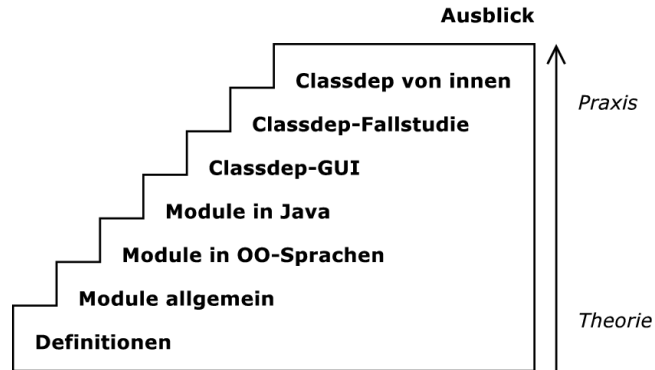 Ausblick
Classdep von innen
Praxis
Classdep-Fallstudie
Classdep-GUI
Module in Java
Module in OO-Sprachen
Module allgemein
Theorie
Definitionen